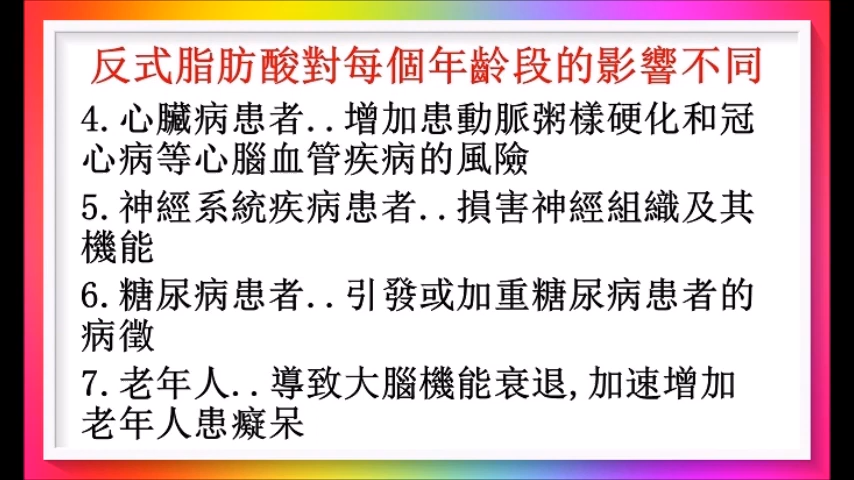 反式脂肪酸對每個年齡段的影響不同
4.心臟病患者..增加患動脈粥樣硬化和冠
心病等心腦血管疾病的風險
5.神經系統疾病患者..損害神經組織及其
機能
6.糖尿病患者..引發或加重糖尿病患者的
病徵
7.老年人..導致大腦機能衰退,加速增加
老年人患癡呆